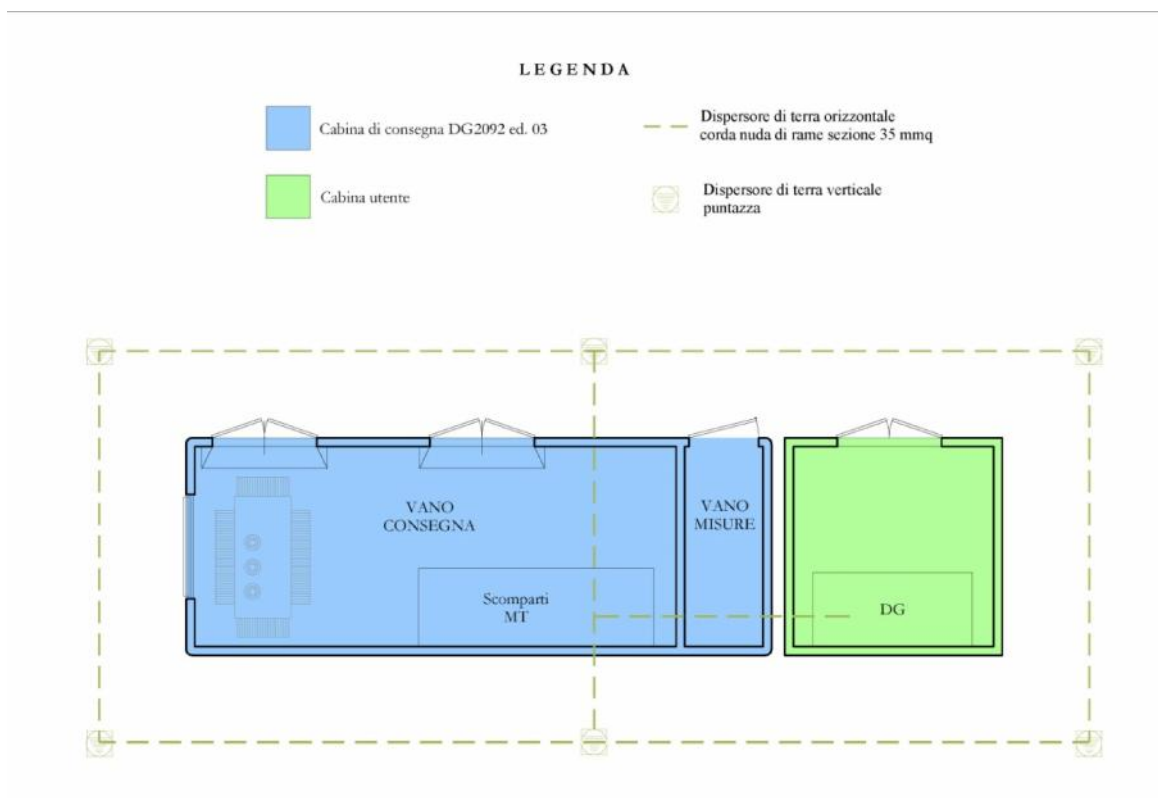 LEGENDA
Cabina di consegna DG2092 ed. 03
Cabina utente
Dispersore di terra orizzontale
corda nuda di rame sezione 35 mmq
Dispersore di terra verticale
puntazza
VANO
CONSEGNA
VANO
MISURE
Scomparti
MT
DG